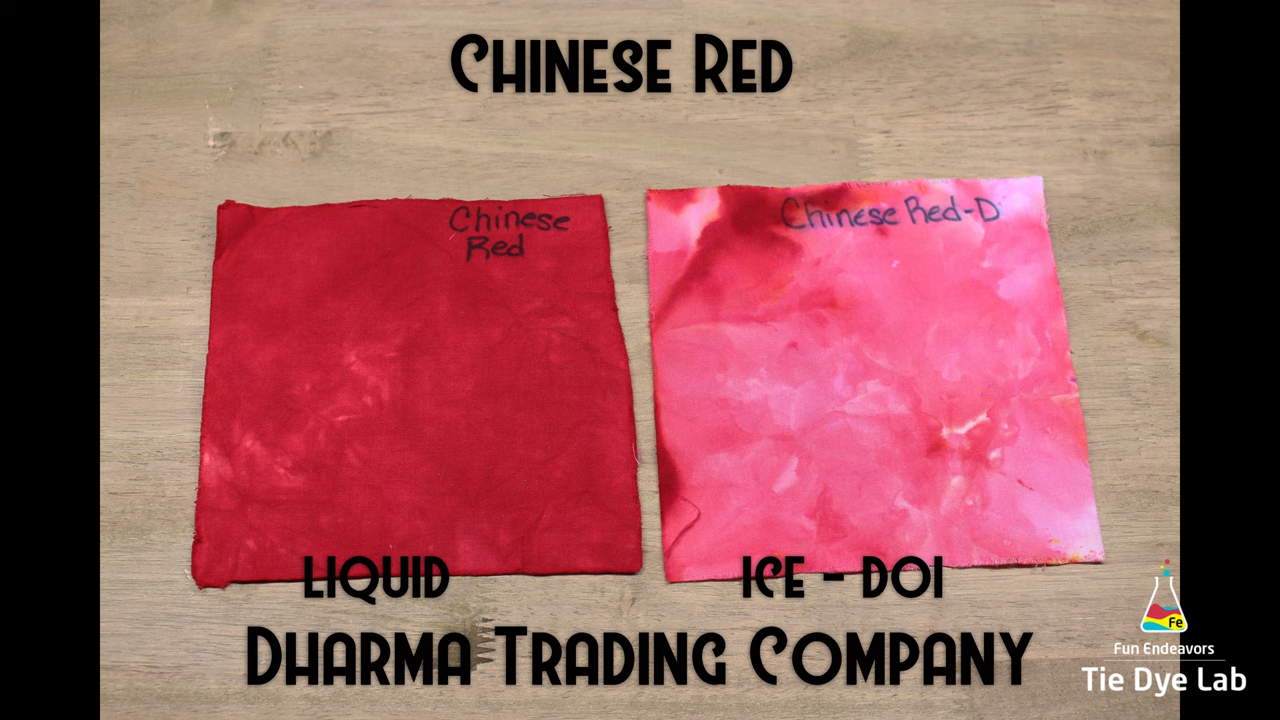 Chinese Red
Chinese
Red
Chinese Red-D
LIQUID
ICE - DOI
Dharma Trading Company
Fe
Fun Endeavors
Tie Dye Lab